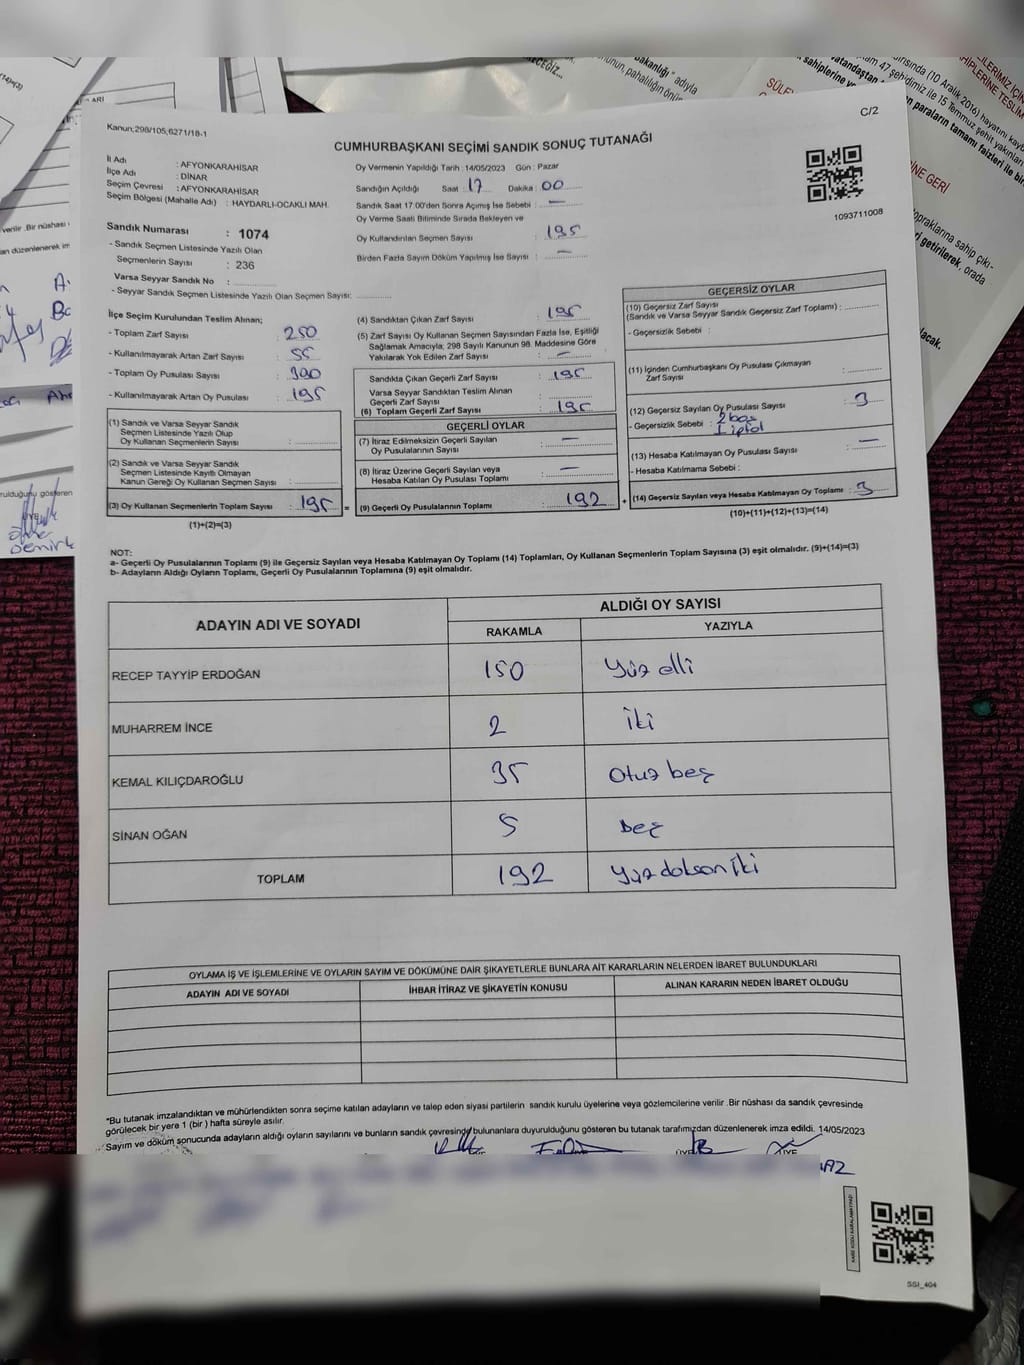 C/2
Kanun;298/105,6271/18-1
CUMHURBAŞKANI SEÇİMİ SANDIK SONUÇ TUTANAĞI
İl Adı : AFYONKARAHİSAR
İlçe Adı : DİNAR
Seçim Çevresi : AFYONKARAHİSAR
Seçim Bölgesi (Mahalle Adı) : HAYDARLI-OCAKLI MAH.
Oy Vermenin Yapıldığı Tarih :14/05/2023 Gün : Pazar
Sandığın Açıldığı Saat : 17 Dakika : 00
Sandık Saat 17.00'den Sonra Açımış İse Sebebi : —
Oy Verme Saati Bitiminde Sırada Bekleyen ve
Oy Kullandırılan Seçmen Sayısı : 195
Birden Fazla Sayım Döküm Yapılmış İse Sayısı : —
1093711008
Sandık Numarası : 1074
- Sandık Seçmen Listesinde Yazılı Olan
Seçmenlerin Sayısı : 236
Varsa Seyyar Sandık No :
- Seyyar Sandık Seçmen Listesinde Yazılı Olan Seçmen Sayısı:
İlçe Seçim Kurulundan Teslim Alınan;
- Toplam Zarf Sayısı : 250
- Kullanılmayarak Artan Zarf Sayısı : 55
- Toplam Oy Pusulası Sayısı : 390
- Kullanılmayarak Artan Oy Pusulası : 195
(1) Sandık ve Varsa Seyyar Sandık
Seçmen Listesinde Yazılı Olup
Oy Kullanan Seçmenlerin Sayısı :
(2) Sandık ve Varsa Seyyar Sandık
Seçmen Listesinde Kayıtlı Olmayan
Kanun Gereği Oy Kullanan Seçmen Sayısı :
(3) Oy Kullanan Seçmenlerin Toplam Sayısı : 195 =
(1)+(2)=(3)
(4) Sandıktan Çıkan Zarf Sayısı : 195
(5) Zarf Sayısı Oy Kullanan Seçmen Sayısından Fazla İse, Eşitliği
Sağlamak Amacıyla; 298 Sayılı Kanunun 98. Maddesine Göre
Yakılarak Yok Edilen Zarf Sayısı : —
Sandıkta Çıkan Geçerli Zarf Sayısı : 195
Varsa Seyyar Sandıktan Teslim Alınan
Geçerli Zarf Sayısı
(6) Toplam Geçerli Zarf Sayısı : 195
GEÇERLİ OYLAR
(7) İtiraz Edilmeksizin Geçerli Sayılan
Oy Pusulalarının Sayısı : —
(8) İtiraz Üzerine Geçerli Sayılan veya
Hesaba Katılan Oy Pusulaları Toplamı : —
(9) Geçerli Oy Pusulalarının Toplamı : 192 +
GEÇERSİZ OYLAR
(10) Geçersiz Zarf Sayısı
(Sandık ve Varsa Seyyar Sandık Geçersiz Zarf Toplamı) :
- Geçersizlik Sebebi :
(11) İçinden Cumhurbaşkanı Oy Pusulası Çıkmayan
Zarf Sayısı :
(12) Geçersiz Sayılan Oy Pusulası Sayısı : 3
- Geçersizlik Sebebi : 2 boş
1 iptal
(13) Hesaba Katılmayan Oy Pusulası Sayısı : —
- Hesaba Katılmama Sebebi :
(14) Geçersiz Sayılan veya Hesaba Katılmayan Oy Toplamı : 3
(10)+(11)+(12)+(13)=(14)
NOT:
a- Geçerli Oy Pusulalarının Toplamı (9) ile Geçersiz Sayılan veya Hesaba Katılmayan Oy Toplamı (14) Toplamları, Oy Kullanan Seçmenlerin Toplam Sayısına (3) eşit olmalıdır. (9)+(14)=(3)
b- Adayların Aldığı Oyların Toplamı, Geçerli Oy Pusulalarının Toplamına (9) eşit olmalıdır.
ADAYIN ADI VE SOYADI
ALDIĞI OY SAYISI
RAKAMLA YAZIYLA
RECEP TAYYİP ERDOĞAN 150 Yüz elli
MUHARREM İNCE 2 iki
KEMAL KILIÇDAROĞLU 35 Otuz beş
SİNAN OĞAN 5 beş
TOPLAM 192 Yüz doksan iki
OYLAMA İŞ VE İŞLEMLERİNE VE OYLARIN SAYIM VE DÖKÜMÜNE DAİR ŞİKAYETLERLE BUNLARA AİT KARARLARIN NELERDEN İBARET BULUNDUKLARI
ADAYIN ADI VE SOYADI İHBAR İTİRAZ VE ŞİKAYETİN KONUSU ALINAN KARARIN NEDEN İBARET OLDUĞU
*Bu tutanak imzalandıktan ve mühürlendikten sonra seçime katılan adayların ve talep eden siyasi partilerin sandık kurulu üyelerine veya gözlemcilerine verilir .Bir nüshası da sandık çevresinde
görülecek bir yere 1 (bir ) hafta süreyle asılır.
Sayım ve döküm sonucunda adayların aldığı oyların sayılarını ve bunların sandık çevresinde bulunanlara duyurulduğunu gösteren bu tutanak tarafımızdan düzenlenerek imza edildi. 14/05/2023
SSI_404